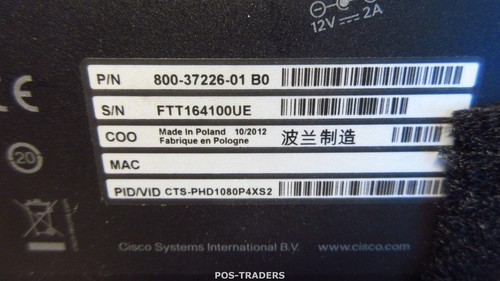 12V 2A
P/N 800-37226-01 B0
S/N FTT164100UE
COO Made In Poland 10/2012 波兰制造
Fabrique en Pologne
MAC
20
PID/VID CTS-PHD1080P4XS2
Cisco Systems International B.V. www.cisco.com
POS-TRADERS